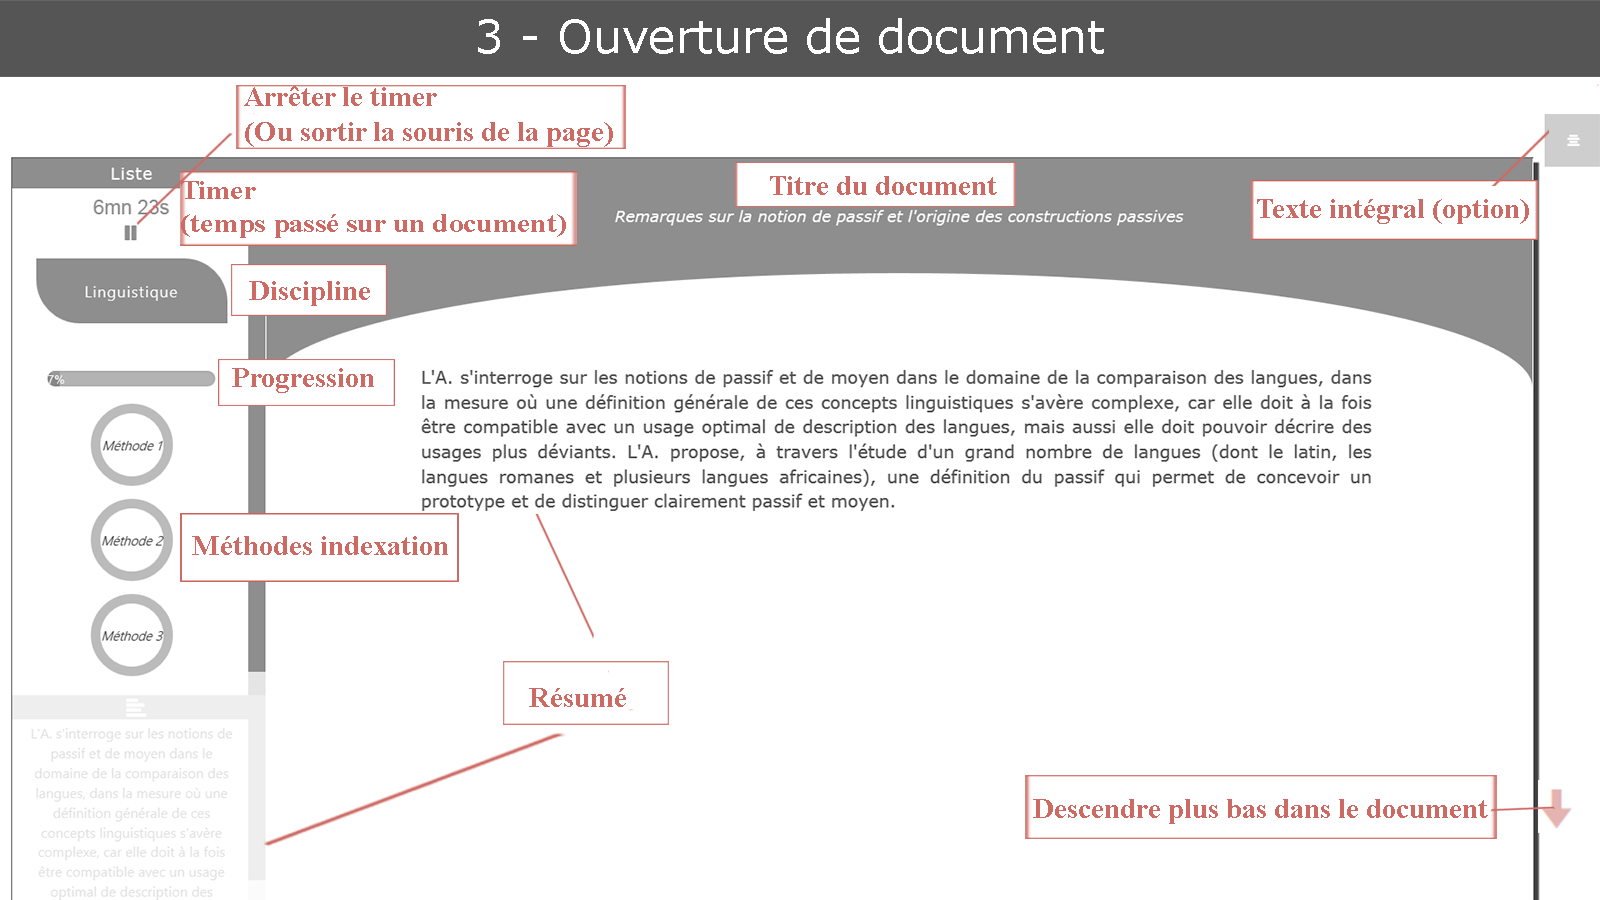 3 - Ouverture de document
Arrêter le timer
(Ou sortir la souris de la page)
Liste
Timer
(temps passé sur un document)
6mn 23s
Titre du document
Remarques sur la notion de passif et l'origine des constructions passives
Texte intégral (option)
Linguistique
Discipline
7%
Progression
L'A. s'interroge sur les notions de passif et de moyen dans le domaine de la comparaison des langues, dans
la mesure où une définition générale de ces concepts linguistiques s'avère complexe, car elle doit à la fois
être compatible avec un usage optimal de description des langues, mais aussi elle doit pouvoir décrire des
usages plus déviants. L'A. propose, à travers l'étude d'un grand nombre de langues (dont le latin, les
langues romanes et plusieurs langues africaines), une définition du passif qui permet de concevoir un
prototype et de distinguer clairement passif et moyen.
Méthode 1
Méthode 2
Méthodes indexation
Méthode 3
Résumé
L'A. s'interroge sur les notions de
passif et de moyen dans le
domaine de la comparaison des
langues, dans la mesure où une
définition générale de ces
concepts linguistiques s'avère
complexe, car elle doit à la fois
être compatible avec un usage
optimal de description des
Descendre plus bas dans le document